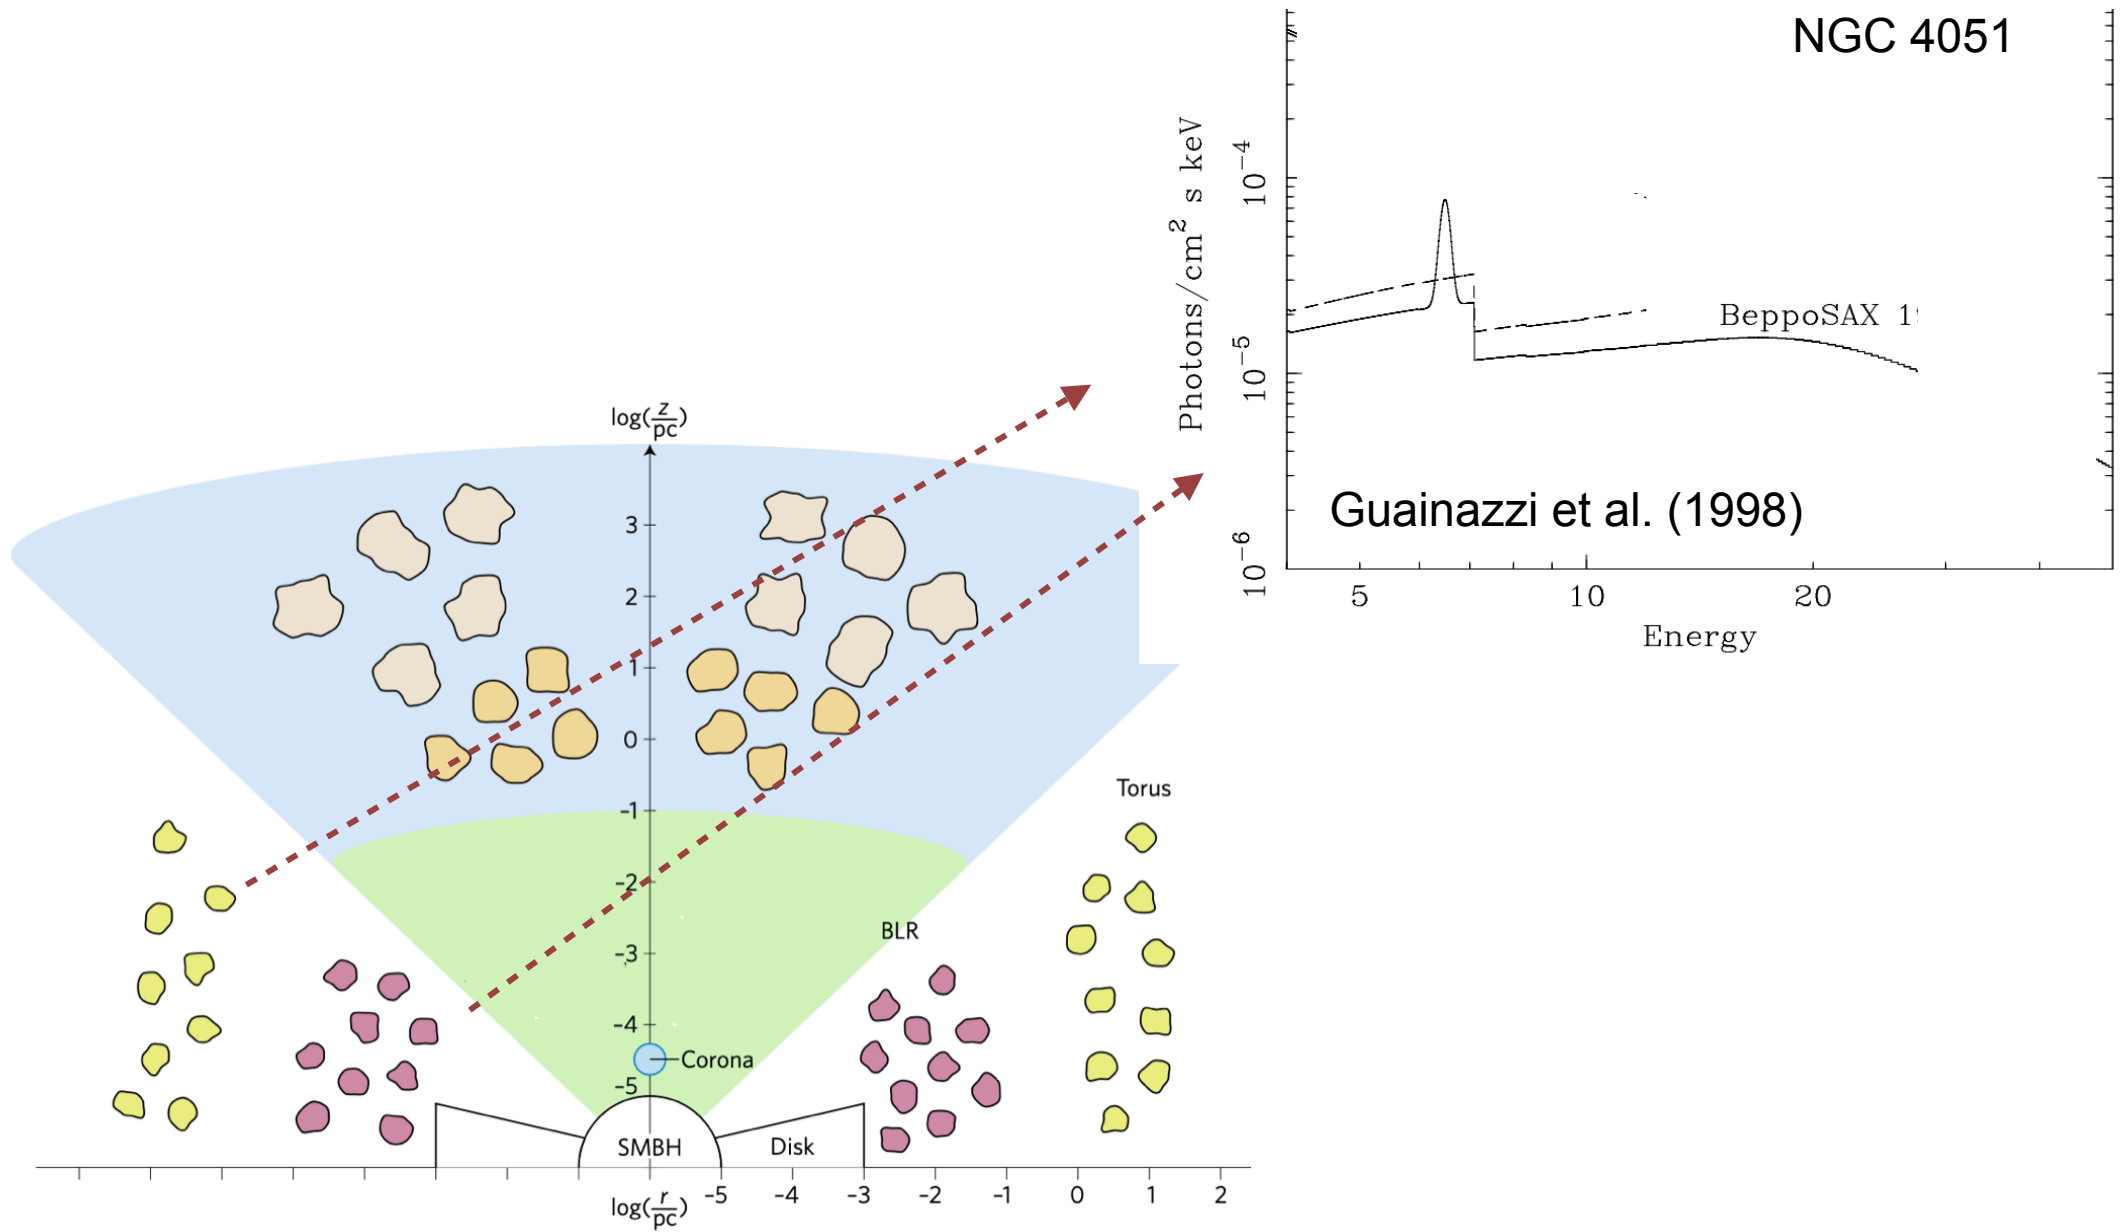 NGC 4051
Photons/cm² s keV
10⁻⁴
10⁻⁵
10⁻⁶
BeppoSAX 1
Guainazzi et al. (1998)
5 10 20
Energy
log(z/pc)
3
2
1
0
-1
-2
-3
-4
-5
Torus
BLR
Corona
SMBH
Disk
-5 -4 -3 -2 -1 0 1 2
log(r/pc)